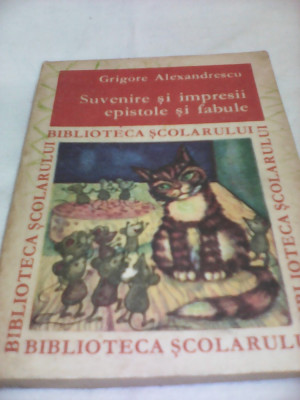 Grigore Alexandrescu
Suvenire și impresii
epistole și fabule
BIBLIOTECA ȘCOLARULUI
BIBLIOTECA ȘCOLARULUI
BIBLIOTECA ȘCOLARULUI
BIBLIOTECA ȘCOLARULUI